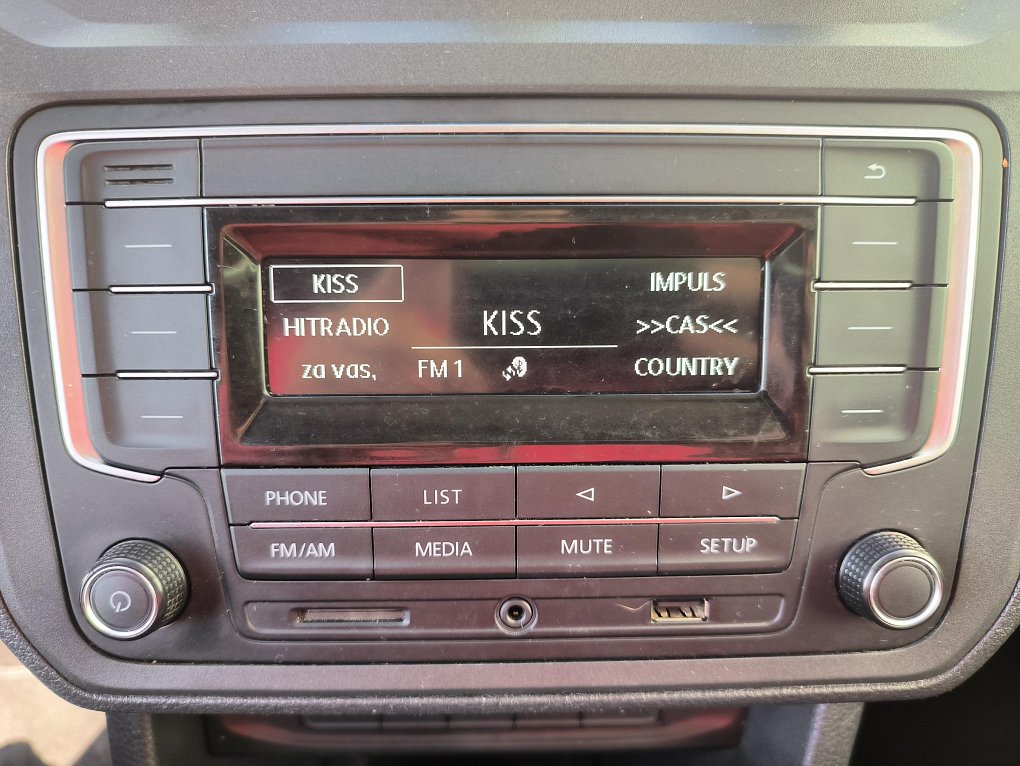 KISS
IMPULS
HITRADIO
KISS
>>CAS<<
za vas,
FM 1
COUNTRY
PHONE
LIST
FM/AM
MEDIA
MUTE
SETUP